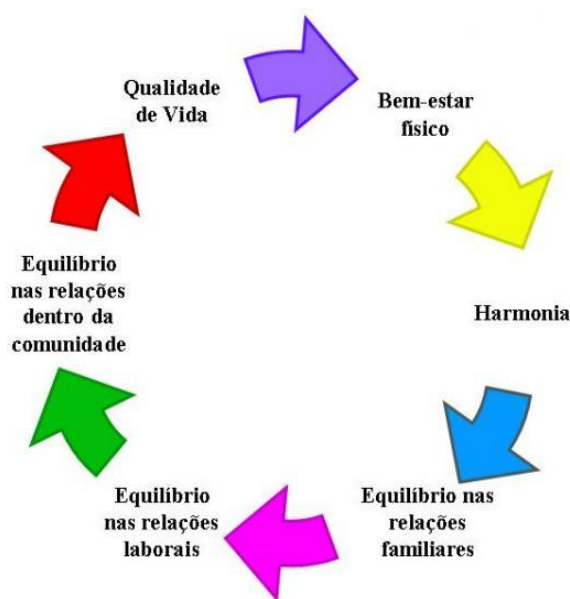 Qualidade
de Vida
Bem-estar
físico
Harmonia
Equilíbrio nas
relações
familiares
Equilíbrio
nas relações
laborais
Equilíbrio
nas relações
dentro da
comunidade